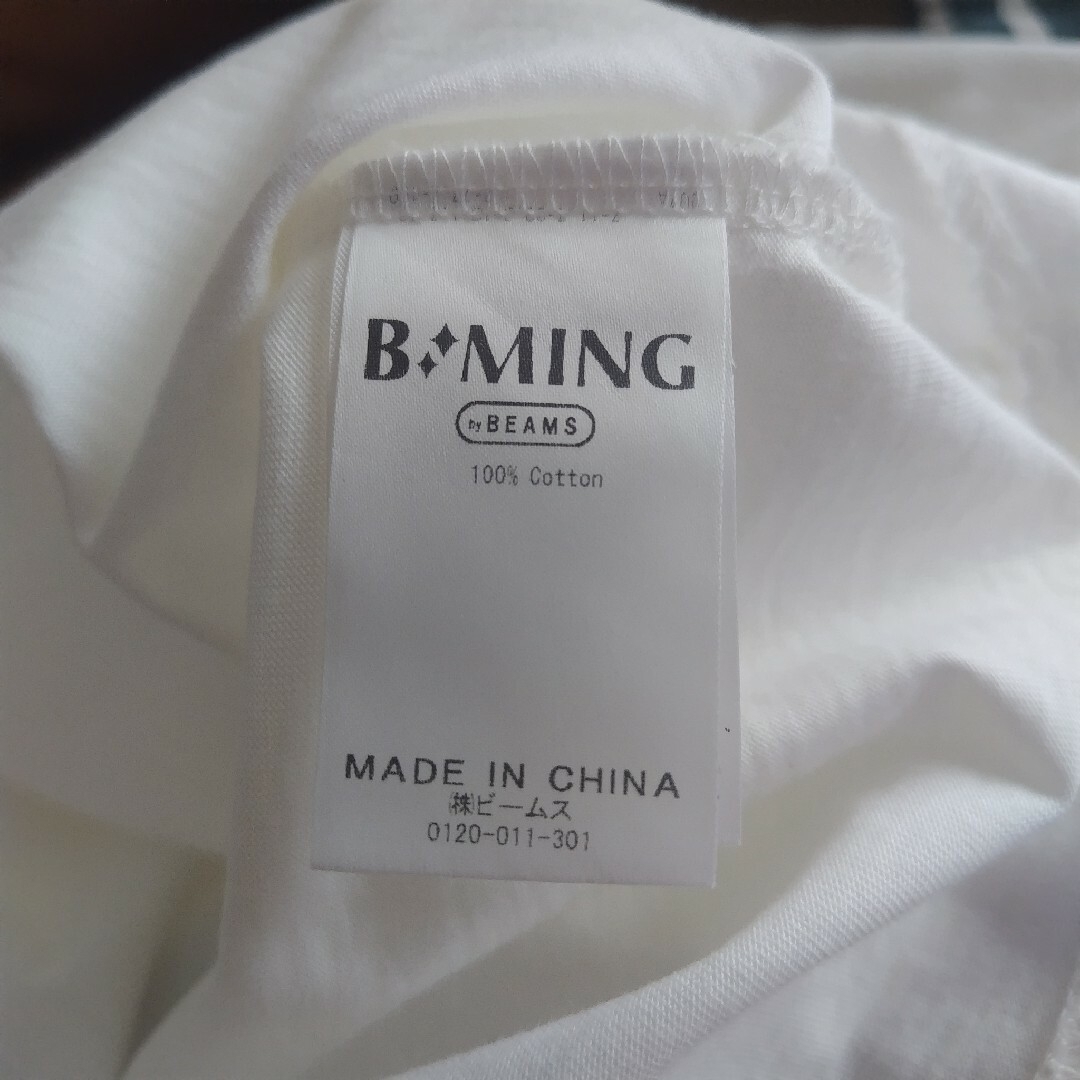 B:MING
by BEAMS
100% Cotton
MADE IN CHINA
㈱ビームス
0120-011-301